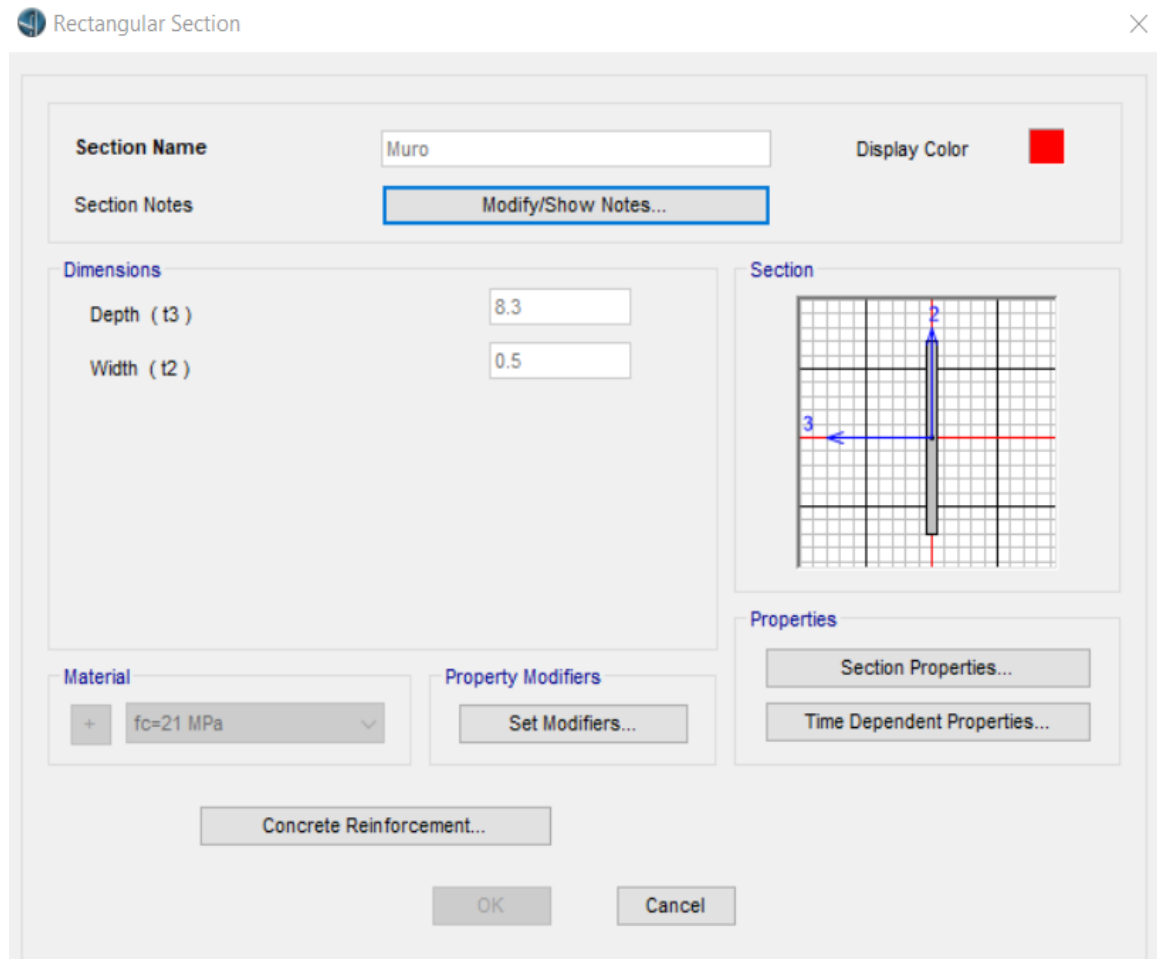 Rectangular Section
Section Name
Muro
Display Color
Section Notes
Modify/Show Notes...
Dimensions
Depth ( t3 )
8.3
Width ( t2 )
0.5
Section
2
3
Properties
Section Properties...
Time Dependent Properties...
Material
+
fc=21 MPa
Property Modifiers
Set Modifiers...
Concrete Reinforcement...
OK
Cancel